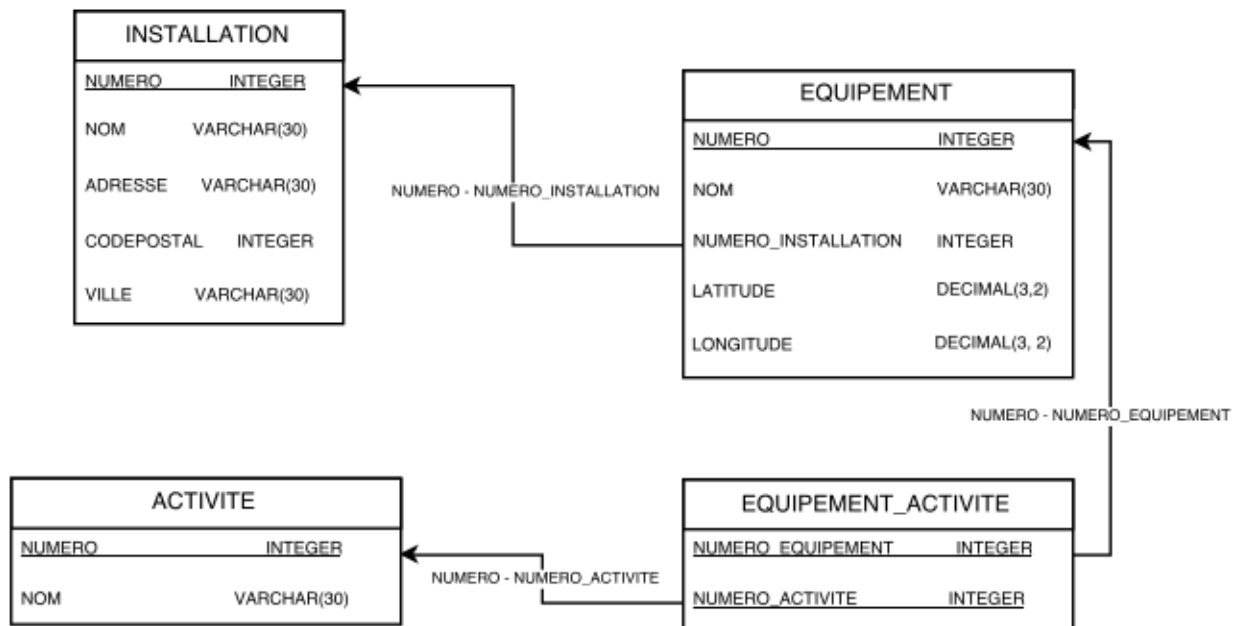 INSTALLATION
NUMERO INTEGER
NOM VARCHAR(30)
ADRESSE VARCHAR(30)
CODEPOSTAL INTEGER
VILLE VARCHAR(30)
NUMERO - NUMERO_INSTALLATION
EQUIPEMENT
NUMERO INTEGER
NOM VARCHAR(30)
NUMERO_INSTALLATION INTEGER
LATITUDE DECIMAL(3,2)
LONGITUDE DECIMAL(3, 2)
NUMERO - NUMERO_EQUIPEMENT
ACTIVITE
NUMERO INTEGER
NOM VARCHAR(30)
NUMERO - NUMERO_ACTIVITE
EQUIPEMENT_ACTIVITE
NUMERO_EQUIPEMENT INTEGER
NUMERO_ACTIVITE INTEGER